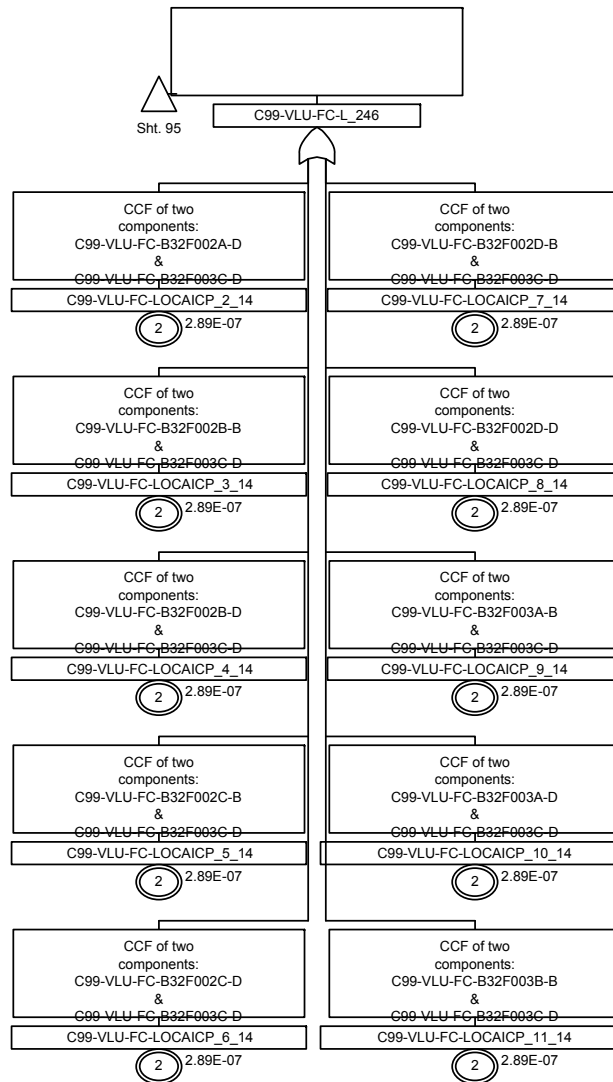 Sht. 95
C99-VLU-FC-L_246
CCF of two
components:
C99-VLU-FC-B32F002A-D
&
C99-VLU-FC-B32F003C-D
C99-VLU-FC-LOCAICP_2_14
2
2.89E-07
CCF of two
components:
C99-VLU-FC-B32F002D-B
&
C99-VLU-FC-B32F003C-D
C99-VLU-FC-LOCAICP_7_14
2
2.89E-07
CCF of two
components:
C99-VLU-FC-B32F002B-B
&
C99-VLU-FC-B32F003C-D
C99-VLU-FC-LOCAICP_3_14
2
2.89E-07
CCF of two
components:
C99-VLU-FC-B32F002D-D
&
C99-VLU-FC-B32F003C-D
C99-VLU-FC-LOCAICP_8_14
2
2.89E-07
CCF of two
components:
C99-VLU-FC-B32F002B-D
&
C99-VLU-FC-B32F003C-D
C99-VLU-FC-LOCAICP_4_14
2
2.89E-07
CCF of two
components:
C99-VLU-FC-B32F003A-B
&
C99-VLU-FC-B32F003C-D
C99-VLU-FC-LOCAICP_9_14
2
2.89E-07
CCF of two
components:
C99-VLU-FC-B32F002C-B
&
C99-VLU-FC-B32F003C-D
C99-VLU-FC-LOCAICP_5_14
2
2.89E-07
CCF of two
components:
C99-VLU-FC-B32F003A-D
&
C99-VLU-FC-B32F003C-D
C99-VLU-FC-LOCAICP_10_14
2
2.89E-07
CCF of two
components:
C99-VLU-FC-B32F002C-D
&
C99-VLU-FC-B32F003C-D
C99-VLU-FC-LOCAICP_6_14
2
2.89E-07
CCF of two
components:
C99-VLU-FC-B32F003B-B
&
C99-VLU-FC-B32F003C-D
C99-VLU-FC-LOCAICP_11_14
2
2.89E-07